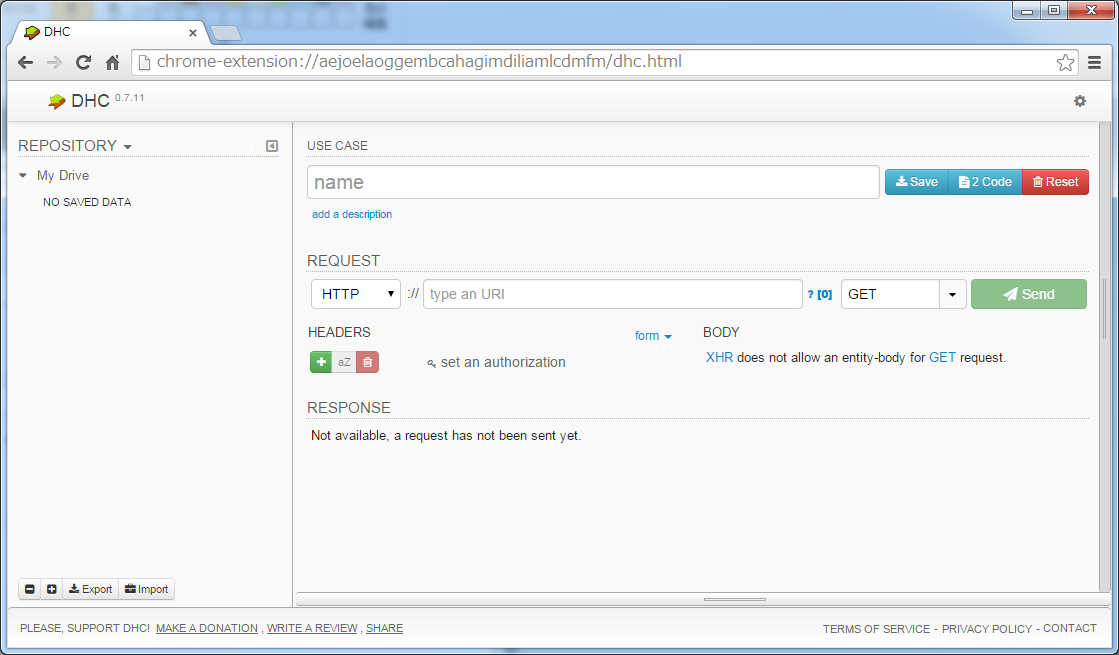 DHC
chrome-extension://aejoelaoggembcahagimdiliamlcdmfm/dhc.html
DHC 0.7.11
REPOSITORY
My Drive
NO SAVED DATA
USE CASE
name
Save 2 Code Reset
add a description
REQUEST
HTTP :// type an URI ? [0] GET Send
HEADERS form BODY
aZ set an authorization XHR does not allow an entity-body for GET request.
RESPONSE
Not available, a request has not been sent yet.
Export Import
PLEASE, SUPPORT DHC! MAKE A DONATION , WRITE A REVIEW , SHARE TERMS OF SERVICE - PRIVACY POLICY - CONTACT